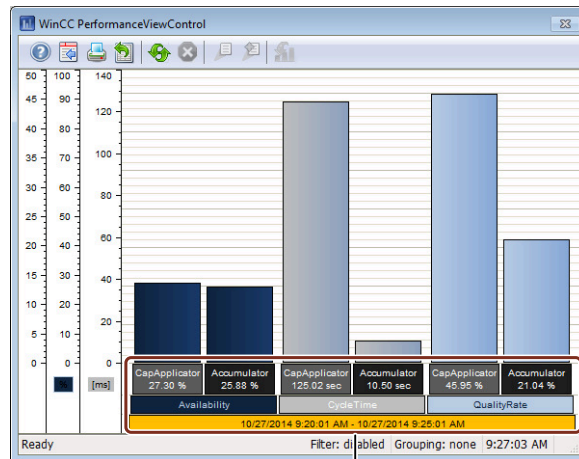 WinCC PerformanceViewControl
50 100 140
45 90
120
40 80
35 70 100
30 60
80
25 50
60
20 40
15 30
40
10 20
20
5 10
0 0 0
% [ms]
CapApplicator Accumulator CapApplicator Accumulator CapApplicator Accumulator
27.30 % 25.88 % 125.02 sec 10.50 sec 45.95 % 21.04 %
Availability CycleTime QualityRate
10/27/2014 9:20:01 AM - 10/27/2014 9:25:01 AM
Ready Filter: disabled Grouping: none 9:27:03 AM